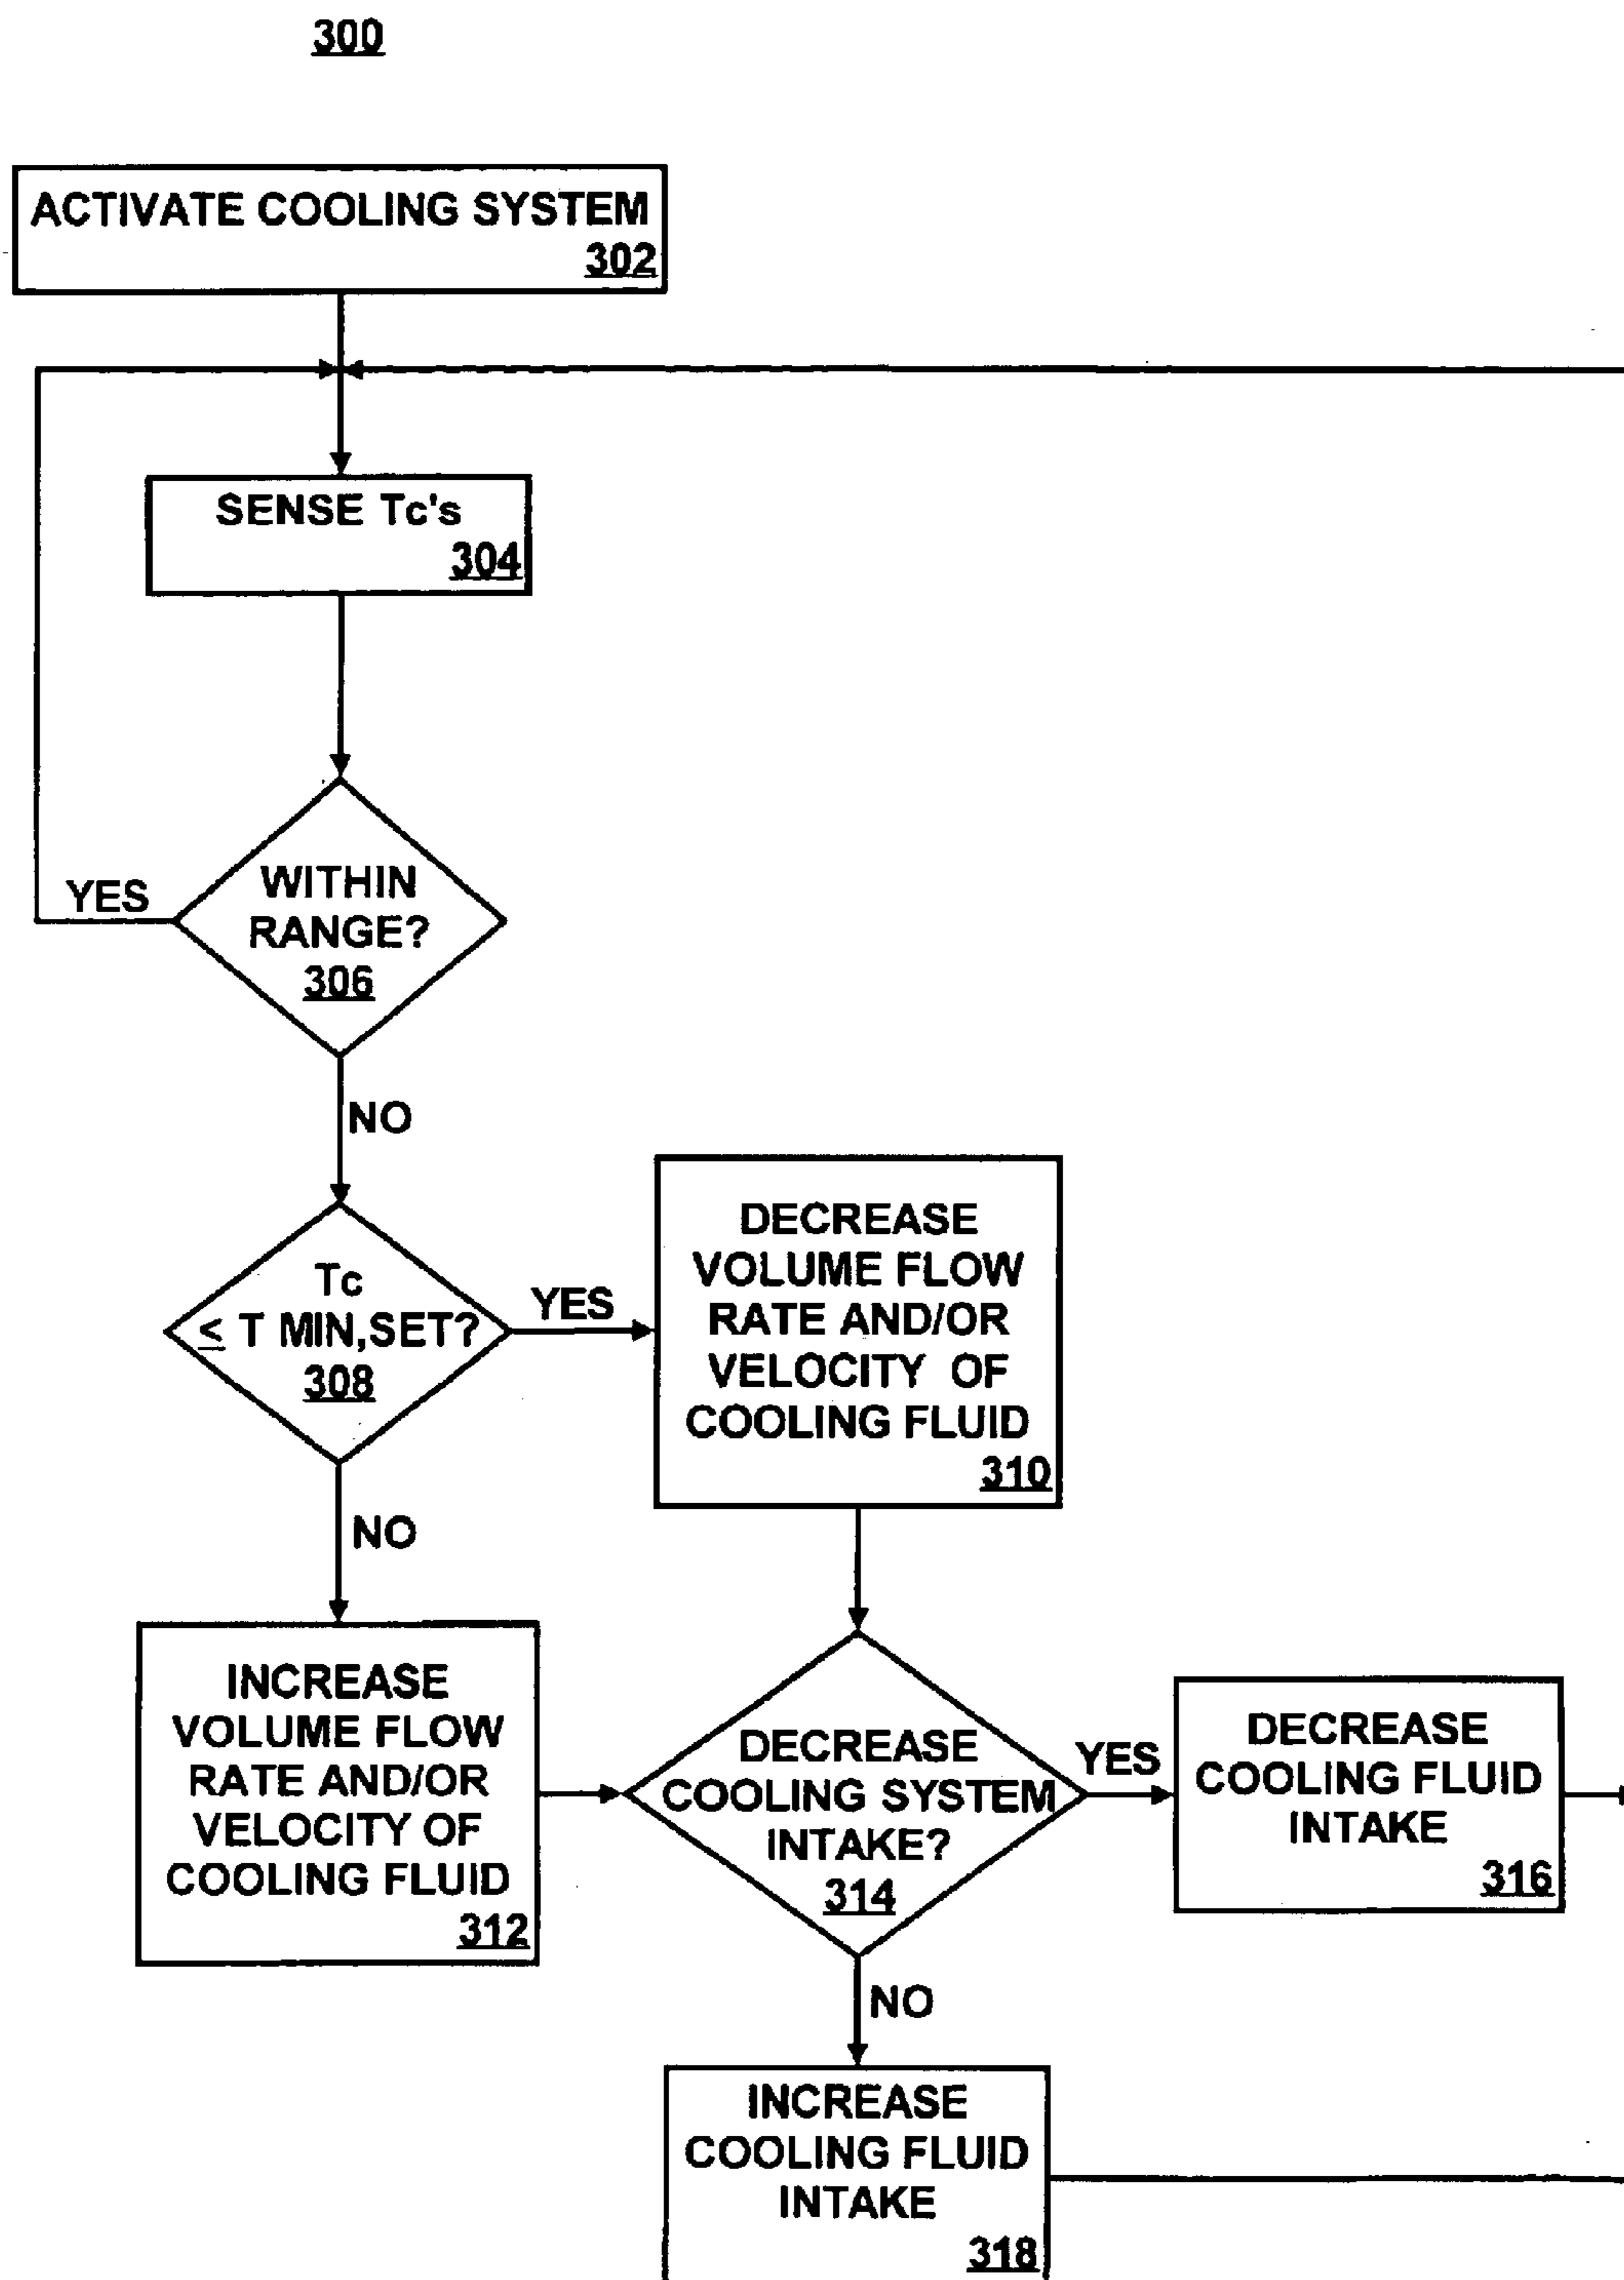 300
ACTIVATE COOLING SYSTEM
302
SENSE Tc's
304
WITHIN
RANGE?
306
YES
NO
Tc
≤ T MIN,SET?
308
YES
NO
DECREASE
VOLUME FLOW
RATE AND/OR
VELOCITY OF
COOLING FLUID
310
INCREASE
VOLUME FLOW
RATE AND/OR
VELOCITY OF
COOLING FLUID
312
DECREASE
COOLING SYSTEM
INTAKE?
314
YES
NO
DECREASE
COOLING FLUID
INTAKE
316
INCREASE
COOLING FLUID
INTAKE
318